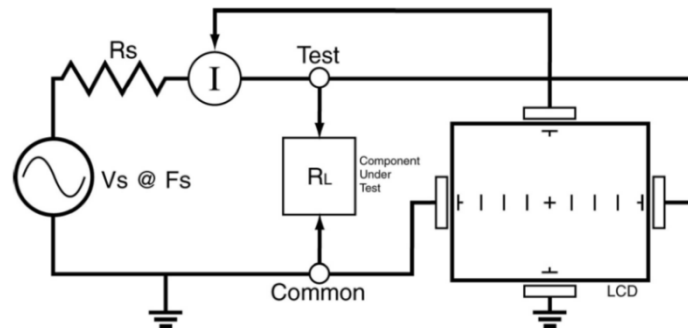 Rs
I
Test
Vs @ Fs
RL
Component
Under
Test
Common
LCD